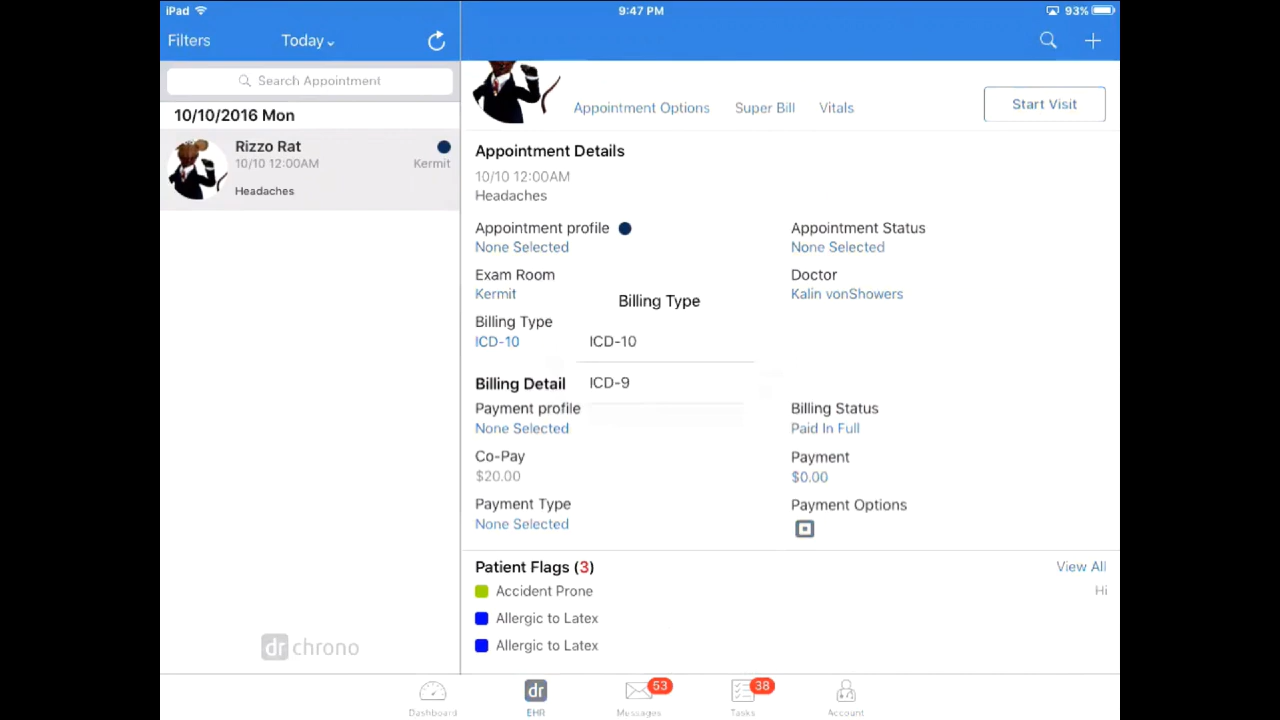 iPad 9:47 PM 93%
Filters Today
Search Appointment
10/10/2016 Mon
Rizzo Rat
10/10 12:00AM Kermit
Headaches
dr chrono
Appointment Options Super Bill Vitals Start Visit
Appointment Details
10/10 12:00AM
Headaches
Appointment profile Appointment Status
None Selected None Selected
Exam Room Doctor
Kermit Kalin vonShowers
Billing Type
Billing Type
ICD-10 ICD-10
Billing Detail ICD-9
Payment profile Billing Status
None Selected Paid In Full
Co-Pay Payment
$20.00 $0.00
Payment Type Payment Options
None Selected
Patient Flags (3) View All
Accident Prone Hi
Allergic to Latex
Allergic to Latex
dr 53 38
Dashboard EHR Messages Tasks Account